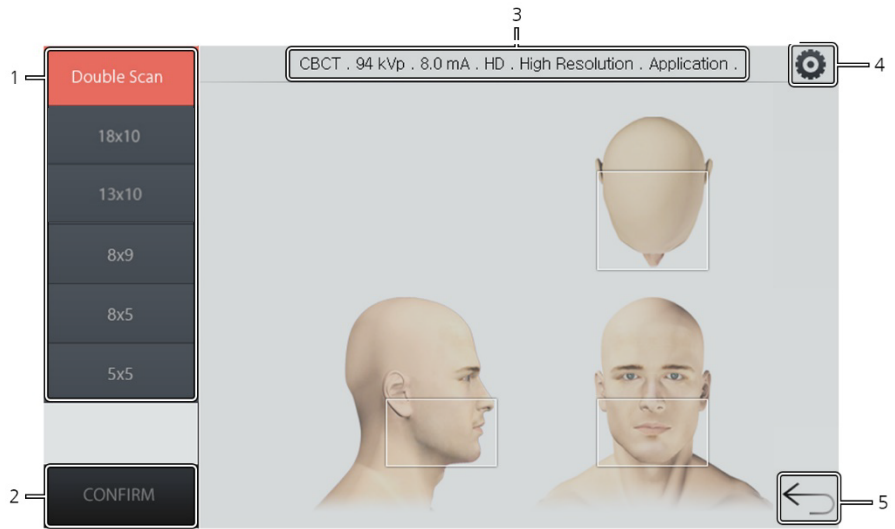 3
1
Double Scan
CBCT . 94 kVp . 8.0 mA . HD . High Resolution . Application .
4
18x10
13x10
8x9
8x5
5x5
2
CONFIRM
5